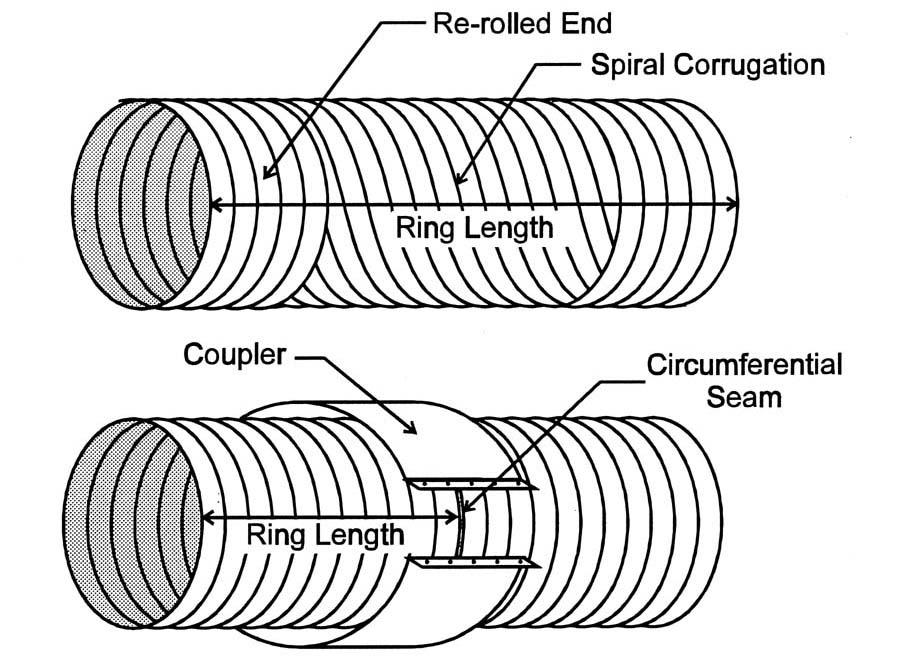 Re-rolled End
Spiral Corrugation
Ring Length
Coupler
Circumferential
Seam
Ring Length